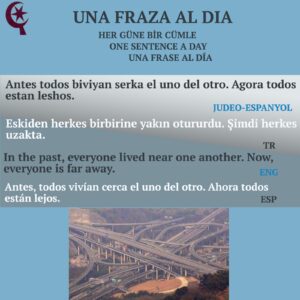 UNA FRAZA AL DIA
HER GÜNE BİR CÜMLE
ONE SENTENCE A DAY
UNA FRASE AL DÍA
Antes todos biviyan serka el uno del otro. Agora todos
estan leshos.
JUDEO-ESPANYOL
Eskiden herkes birbirine yakın otururdu. Şimdi herkes
uzakta.
TR
In the past, everyone lived near one another. Now,
everyone is far away.
ENG
Antes, todos vivían cerca el uno del otro. Ahora todos
están lejos.
ESP